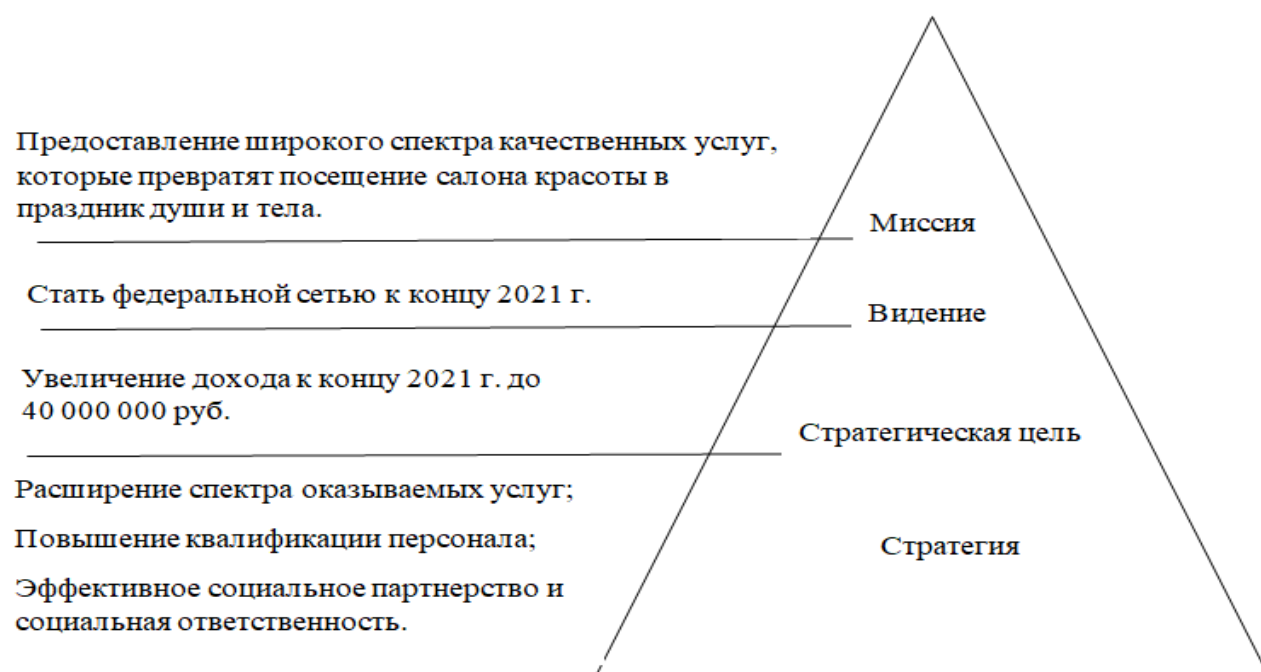 Предоставление широкого спектра качественных услуг,
которые превратят посещение салона красоты в
праздник души и тела.
Миссия
Стать федеральной сетью к концу 2021 г.
Видение
Увеличение дохода к концу 2021 г. до
40 000 000 руб.
Стратегическая цель
Расширение спектра оказываемых услуг;
Повышение квалификации персонала;
Стратегия
Эффективное социальное партнерство и
социальная ответственность.